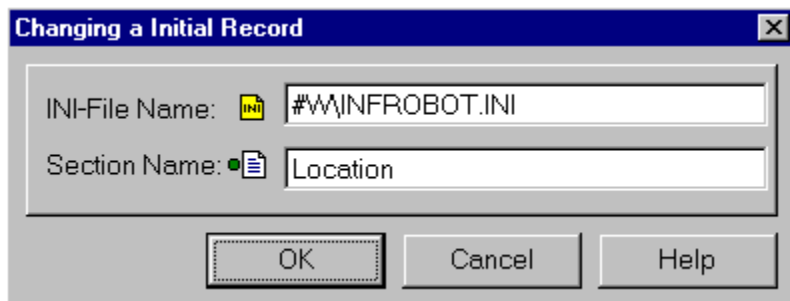 Changing a Initial Record
INI-File Name: INI #W\INFROBOT.INI
Section Name: Location
OK Cancel Help